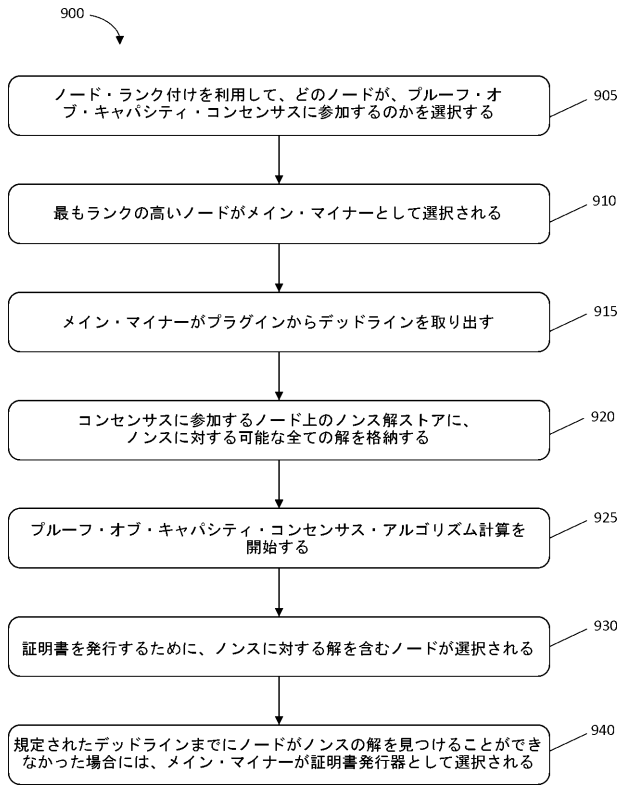 900
ノード・ランク付けを利用して、どのノードが、プルーフ・オ
ブ・キャパシティ・コンセンサスに参加するのかを選択する
905
最もランクの高いノードがメイン・マイナーとして選択される
910
メイン・マイナーがプラグインからデッドラインを取り出す
915
コンセンサスに参加するノード上のノンス解ストアに、
ノンスに対する可能な全ての解を格納する
920
プルーフ・オブ・キャパシティ・コンセンサス・アルゴリズム計算を
開始する
925
証明書を発行するために、ノンスに対する解を含むノードが選択される
930
規定されたデッドラインまでにノードがノンスの解を見つけることができ
なかった場合には、メイン・マイナーが証明書発行器として選択される
940